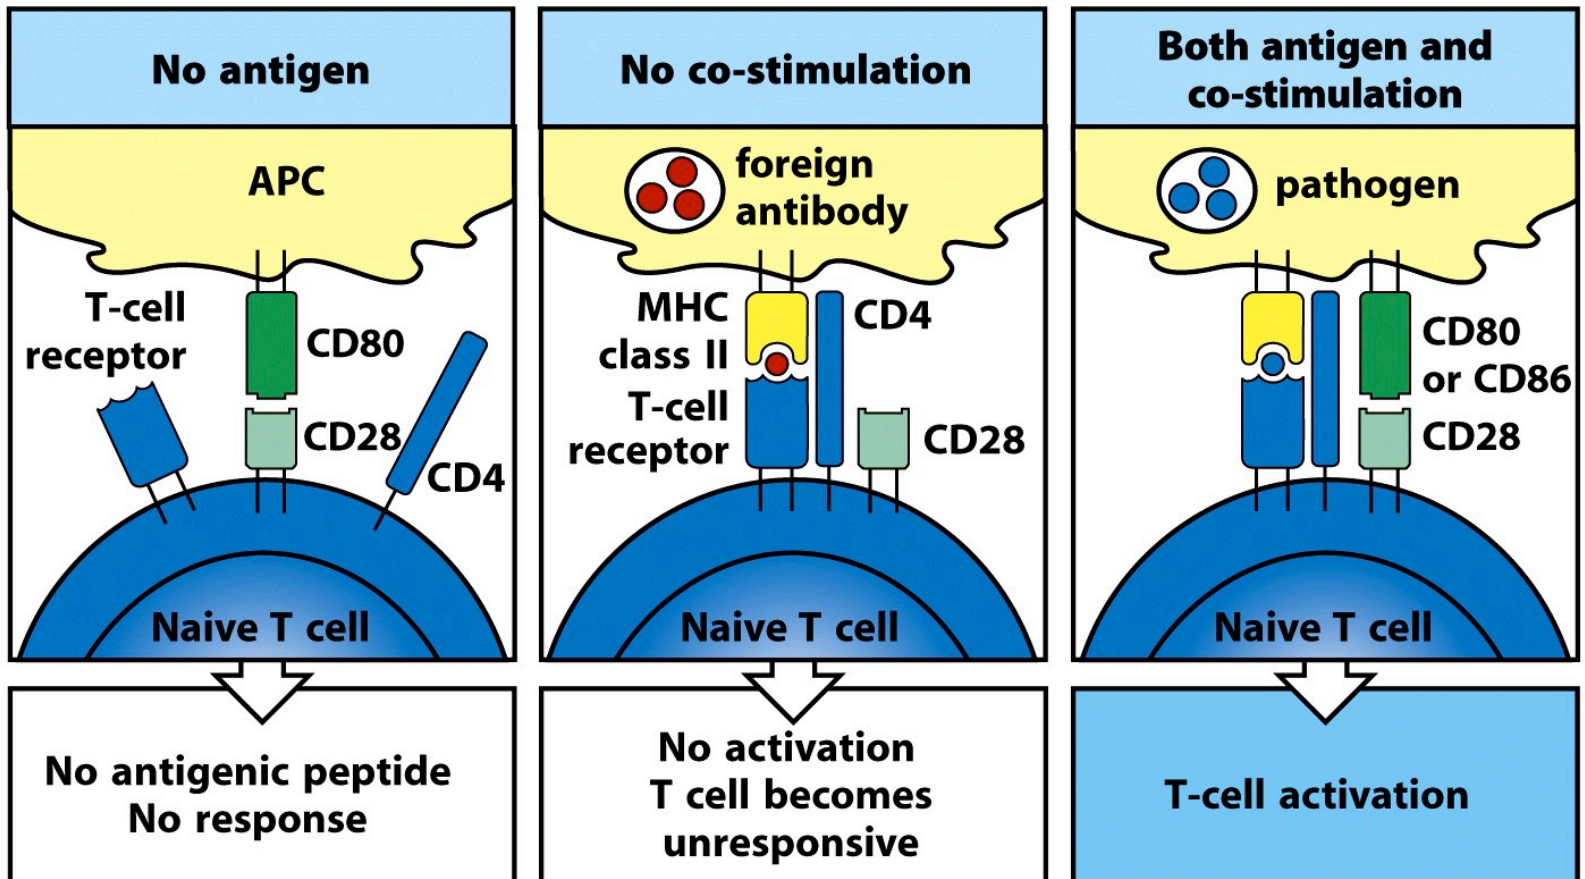 No antigen
APC
T-cell
receptor
CD80
CD28
CD4
Naive T cell
No antigenic peptide
No response
No co-stimulation
foreign
antibody
MHC
class II
CD4
T-cell
receptor
CD28
Naive T cell
No activation
T cell becomes
unresponsive
Both antigen and
co-stimulation
pathogen
CD80
or CD86
CD28
Naive T cell
T-cell activation